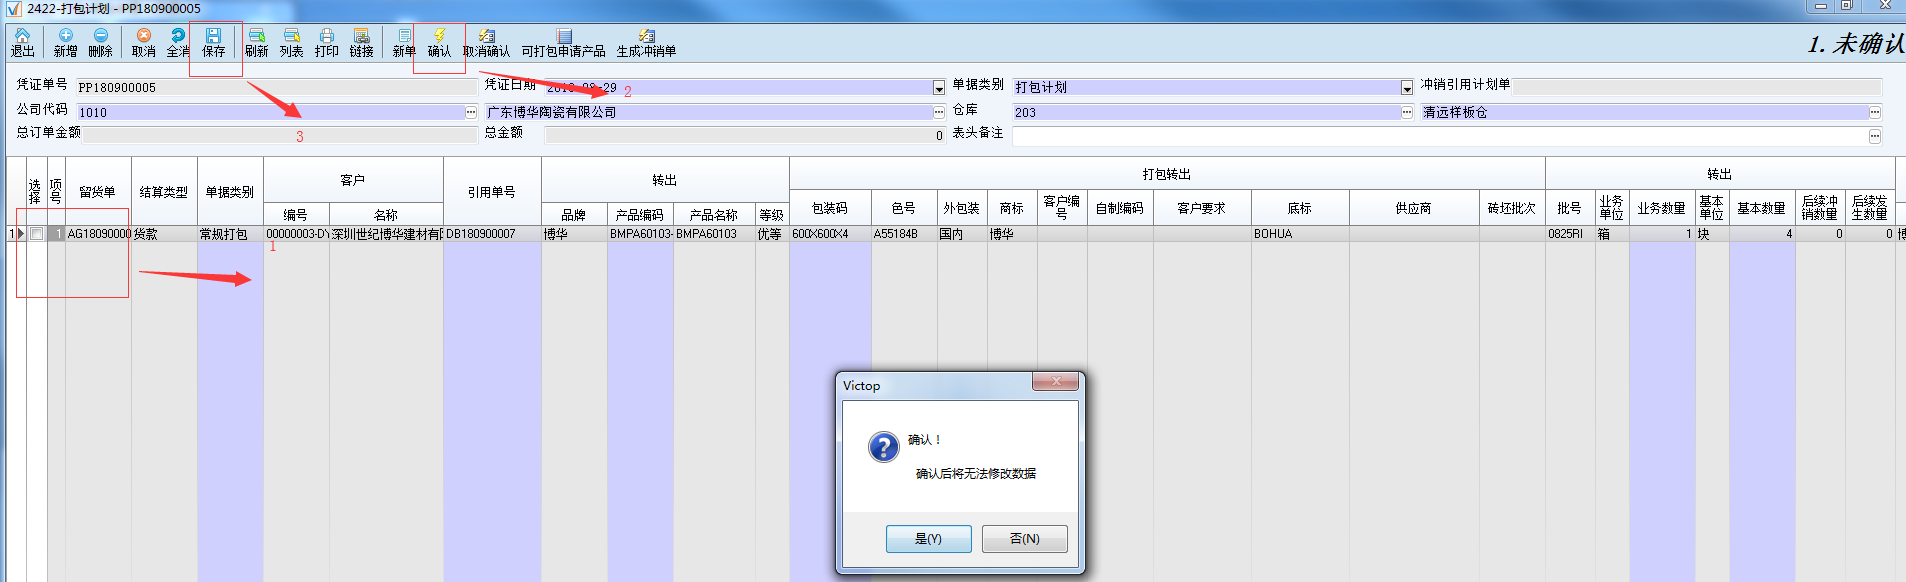 2422-打包计划 - PP180900005
退出 新增 删除 取消 全消 保存 刷新 列表 打印 链接 新单 确认 取消确认 可打包申请产品 生成冲销单
1.未确认
凭证单号 PP180900005 凭证日期 单据类别 打包计划 冲销引用计划单
2
公司代码 1010 广东博华陶瓷有限公司 仓库 203 清远样板仓
总订单金额 总金额 0 表头备注
3
选择 项号 留货单 结算类型 单据类别 客户 引用单号 转出 打包转出 转出
编号 名称 品牌 产品编码 产品名称 等级 包装码 色号 外包装 商标 客户编号 自制编码 客户要求 底标 供应商 砖坯批次 批号 业务单位 业务数量 基本单位 基本数量 后续冲销数量 后续发生数量
1 1 AG18090000 货款 常规打包 00000003-DY 深圳世纪博华建材有限 DB180900007 博华 BMPA60103- BMPA60103 优等 600X600X4 A55184B 国内 博华 BOHUA 0825RI 箱 1 块 4 0 0 博
1
Victop
确认！
确认后将无法修改数据
是(Y) 否(N)